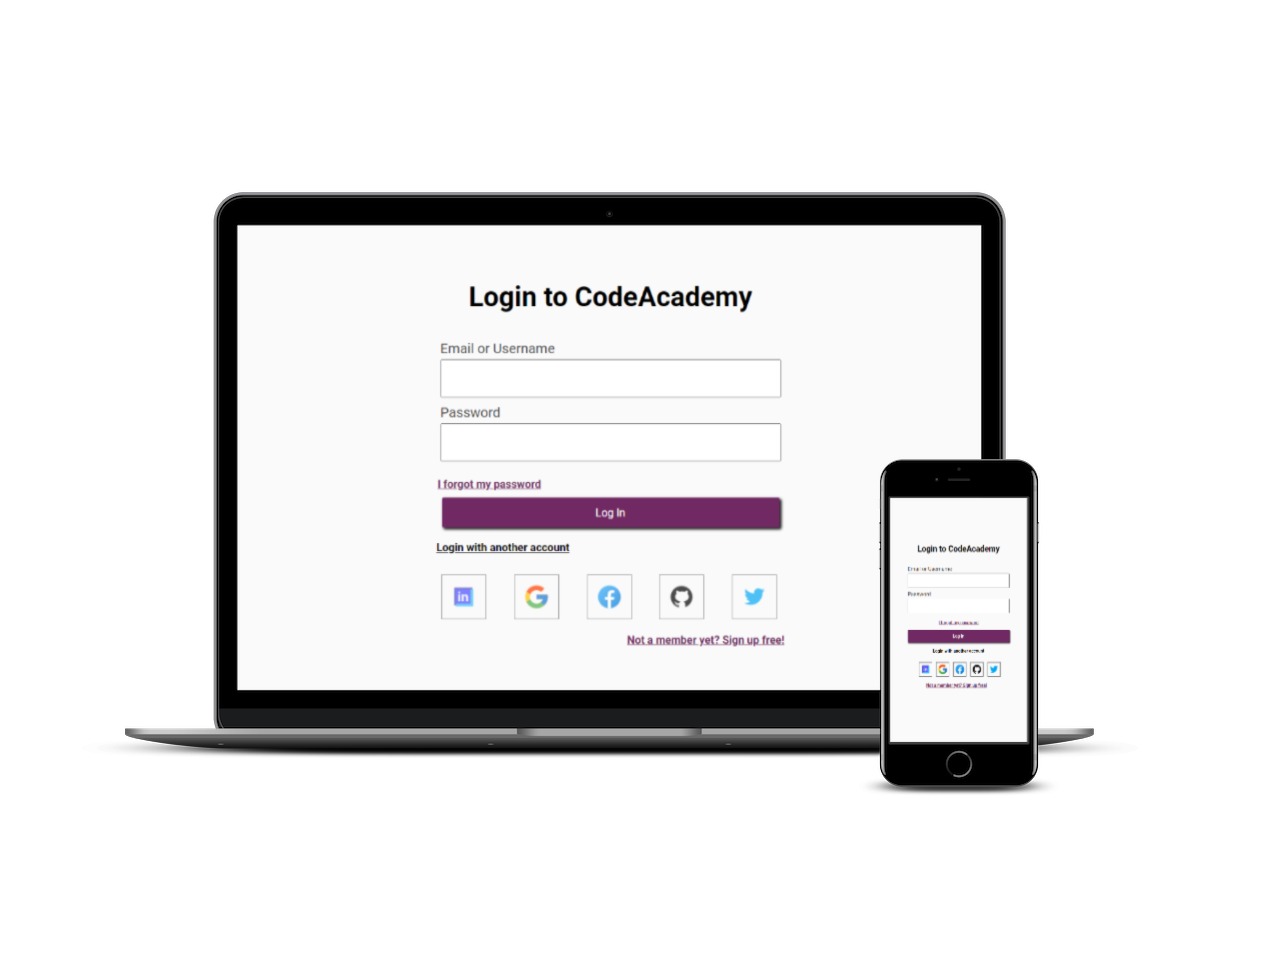 Login to CodeAcademy
Email or Username
Password
I forgot my password
Log In
Login with another account
in
Not a member yet? Sign up free!
Login to CodeAcademy
Email or Username
Password
I forgot my password
Log In
Login with another account
in
Not a member yet? Sign up free!